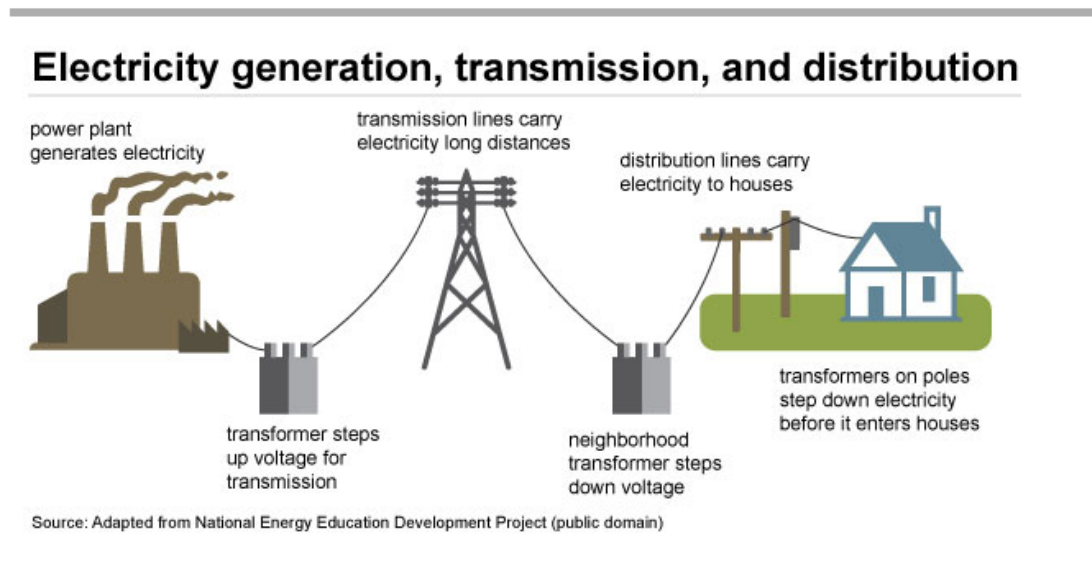 Electricity generation, transmission, and distribution
power plant
generates electricity
transmission lines carry
electricity long distances
distribution lines carry
electricity to houses
transformer steps
up voltage for
transmission
neighborhood
transformer steps
down voltage
transformers on poles
step down electricity
before it enters houses
Source: Adapted from National Energy Education Development Project (public domain)